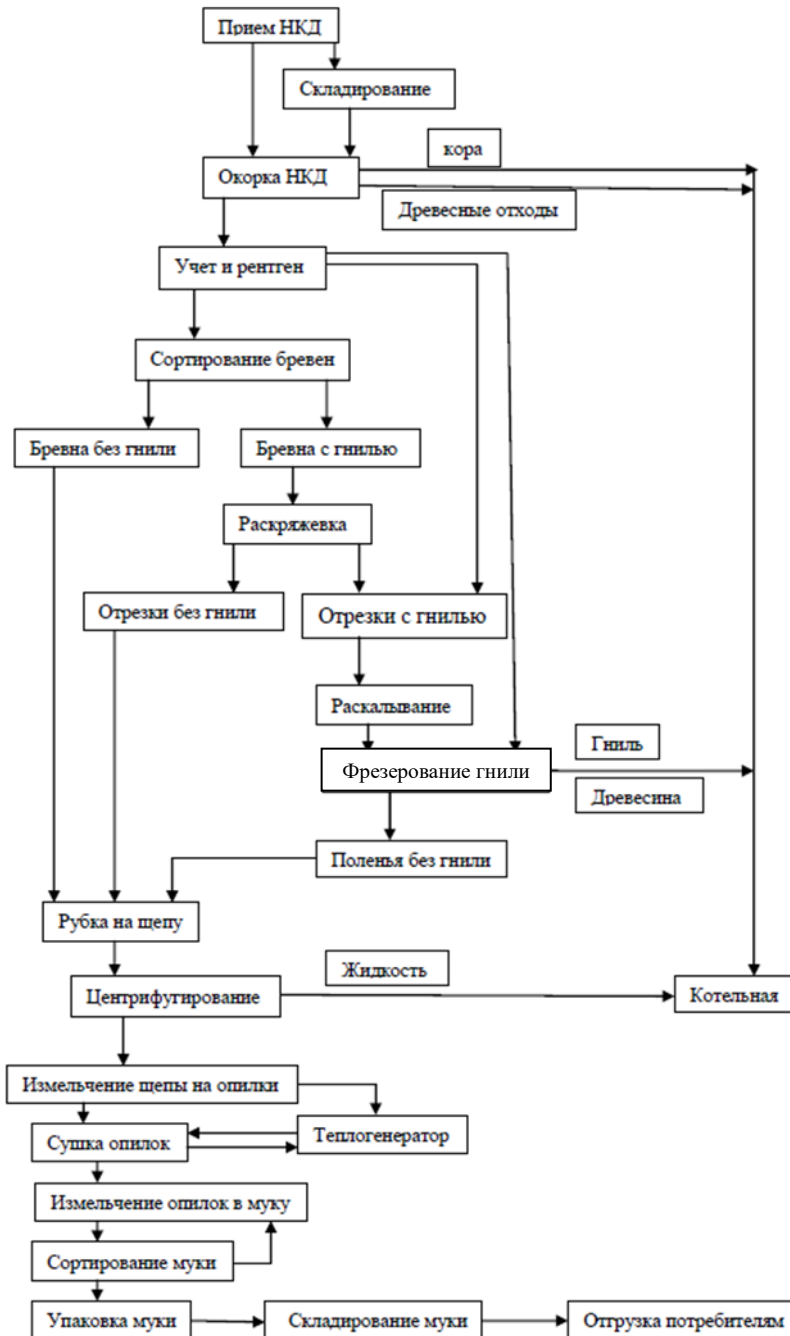 Прием НКД
Складирование
кора
Окорка НКД
Древесные отходы
Учет и рентген
Сортирование бревен
Бревна без гнили
Бревна с гнилью
Раскряжевка
Отрезки без гнили
Отрезки с гнилью
Раскалывание
Гниль
Фрезерование гнили
Древесина
Поленья без гнили
Рубка на щепу
Жидкость
Центрифугирование
Котельная
Измельчение щепы на опилки
Теплогенератор
Сушка опилок
Измельчение опилок в муку
Сортирование муки
Упаковка муки
Складирование муки
Отгрузка потребителям